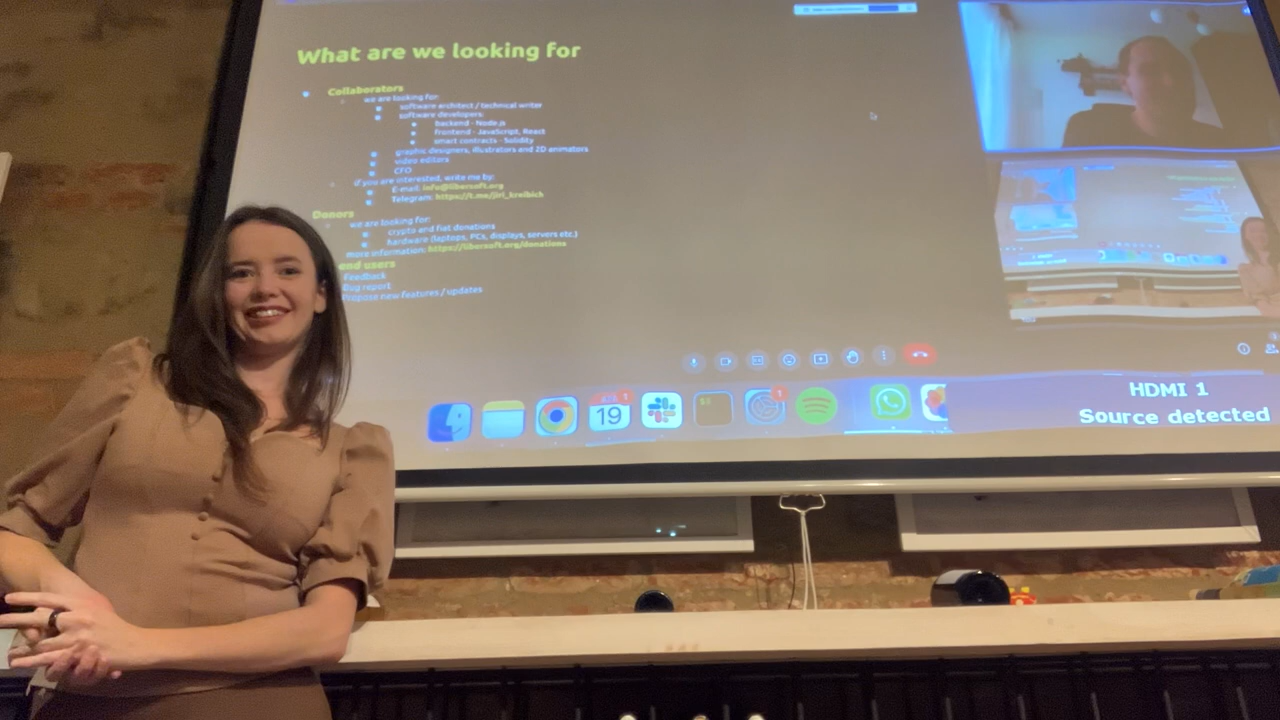 What are we looking for
Collaborators
we are looking for:
software architect / technical writer
software developers:
backend - Node.js
frontend - JavaScript, React
smart contracts - Solidity
graphic designers, illustrators and 2D animators
video editors
CFO
if you are interested, write me by:
E-mail: info@libersoft.org
Telegram: https://t.me/jiri_kreibich
Donors
we are looking for:
crypto and fiat donations
hardware (laptops, PCs, displays, servers etc.)
more information: https://libersoft.org/donations
end users
Feedback
Bug report
Propose new features / updates
19
1
1
HDMI 1
Source detected